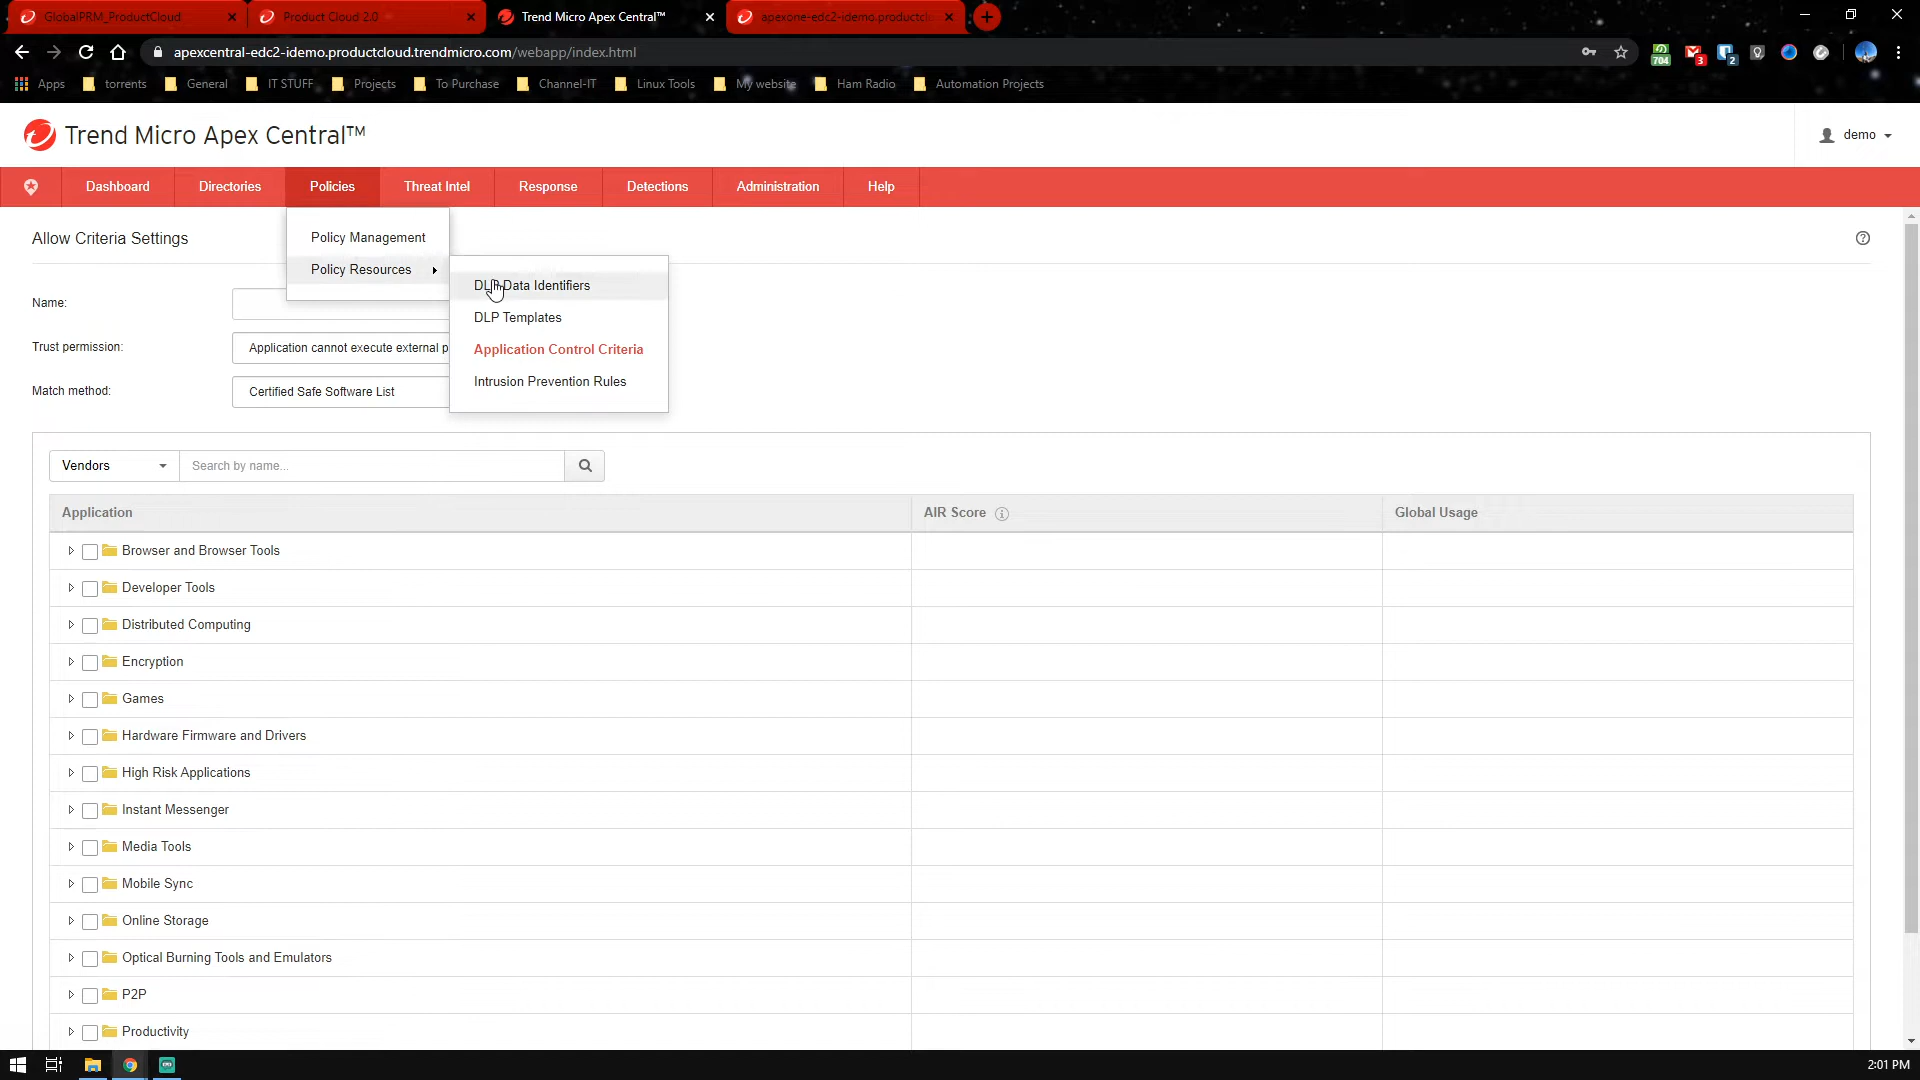 GlobalPRM_ProductCloud
Product Cloud 2.0
Trend Micro Apex Central™
apexone-edc2-idemo.productclo
apexcentral-edc2-idemo.productcloud.trendmicro.com/webapp/index.html
704
3
2
Apps
torrents
General
IT STUFF
Projects
To Purchase
Channel-IT
Linux Tools
My website
Ham Radio
Automation Projects
Trend Micro Apex Central™
demo
Dashboard
Directories
Policies
Threat Intel
Response
Detections
Administration
Help
Policy Management
Policy Resources
DLP Data Identifiers
DLP Templates
Application Control Criteria
Intrusion Prevention Rules
Allow Criteria Settings
Name:
Trust permission:
Application cannot execute external p
Match method:
Certified Safe Software List
Vendors
Search by name...
Application
AIR Score
Global Usage
Browser and Browser Tools
Developer Tools
Distributed Computing
Encryption
Games
Hardware Firmware and Drivers
High Risk Applications
Instant Messenger
Media Tools
Mobile Sync
Online Storage
Optical Burning Tools and Emulators
P2P
Productivity
2:01 PM